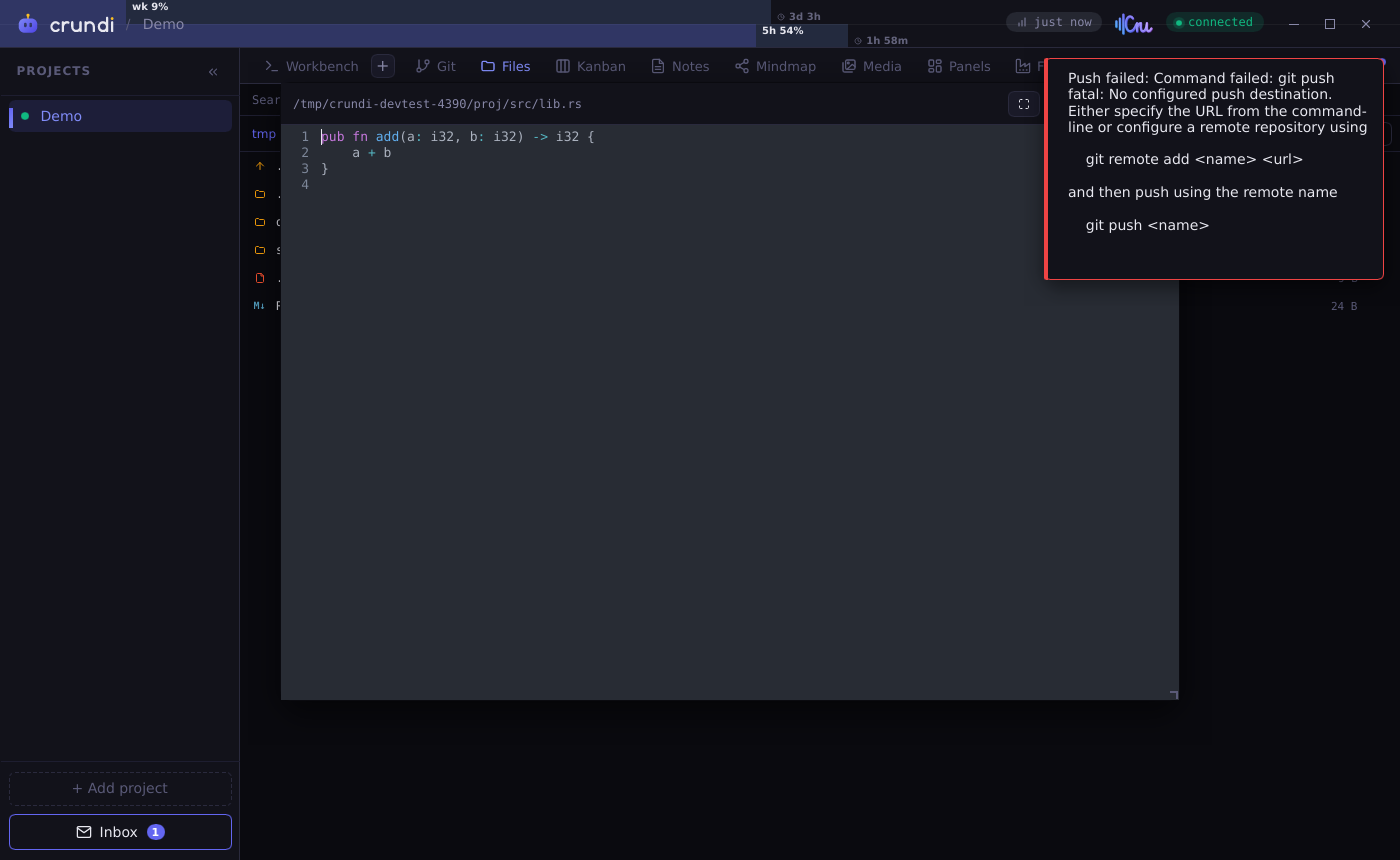 crundi / Demo
wk 9%
3d 3h
5h 54%
1h 58m
just now
Cru
connected
PROJECTS
«
Demo
+ Add project
Inbox 1
Workbench
+
Git
Files
Kanban
Notes
Mindmap
Media
Panels
Sear
tmp
M↓
24 B
/tmp/crundi-devtest-4390/proj/src/lib.rs
1 pub fn add(a: i32, b: i32) -> i32 {
2     a + b
3 }
4
Push failed: Command failed: git push
fatal: No configured push destination.
Either specify the URL from the command-
line or configure a remote repository using
git remote add <name> <url>
and then push using the remote name
git push <name>